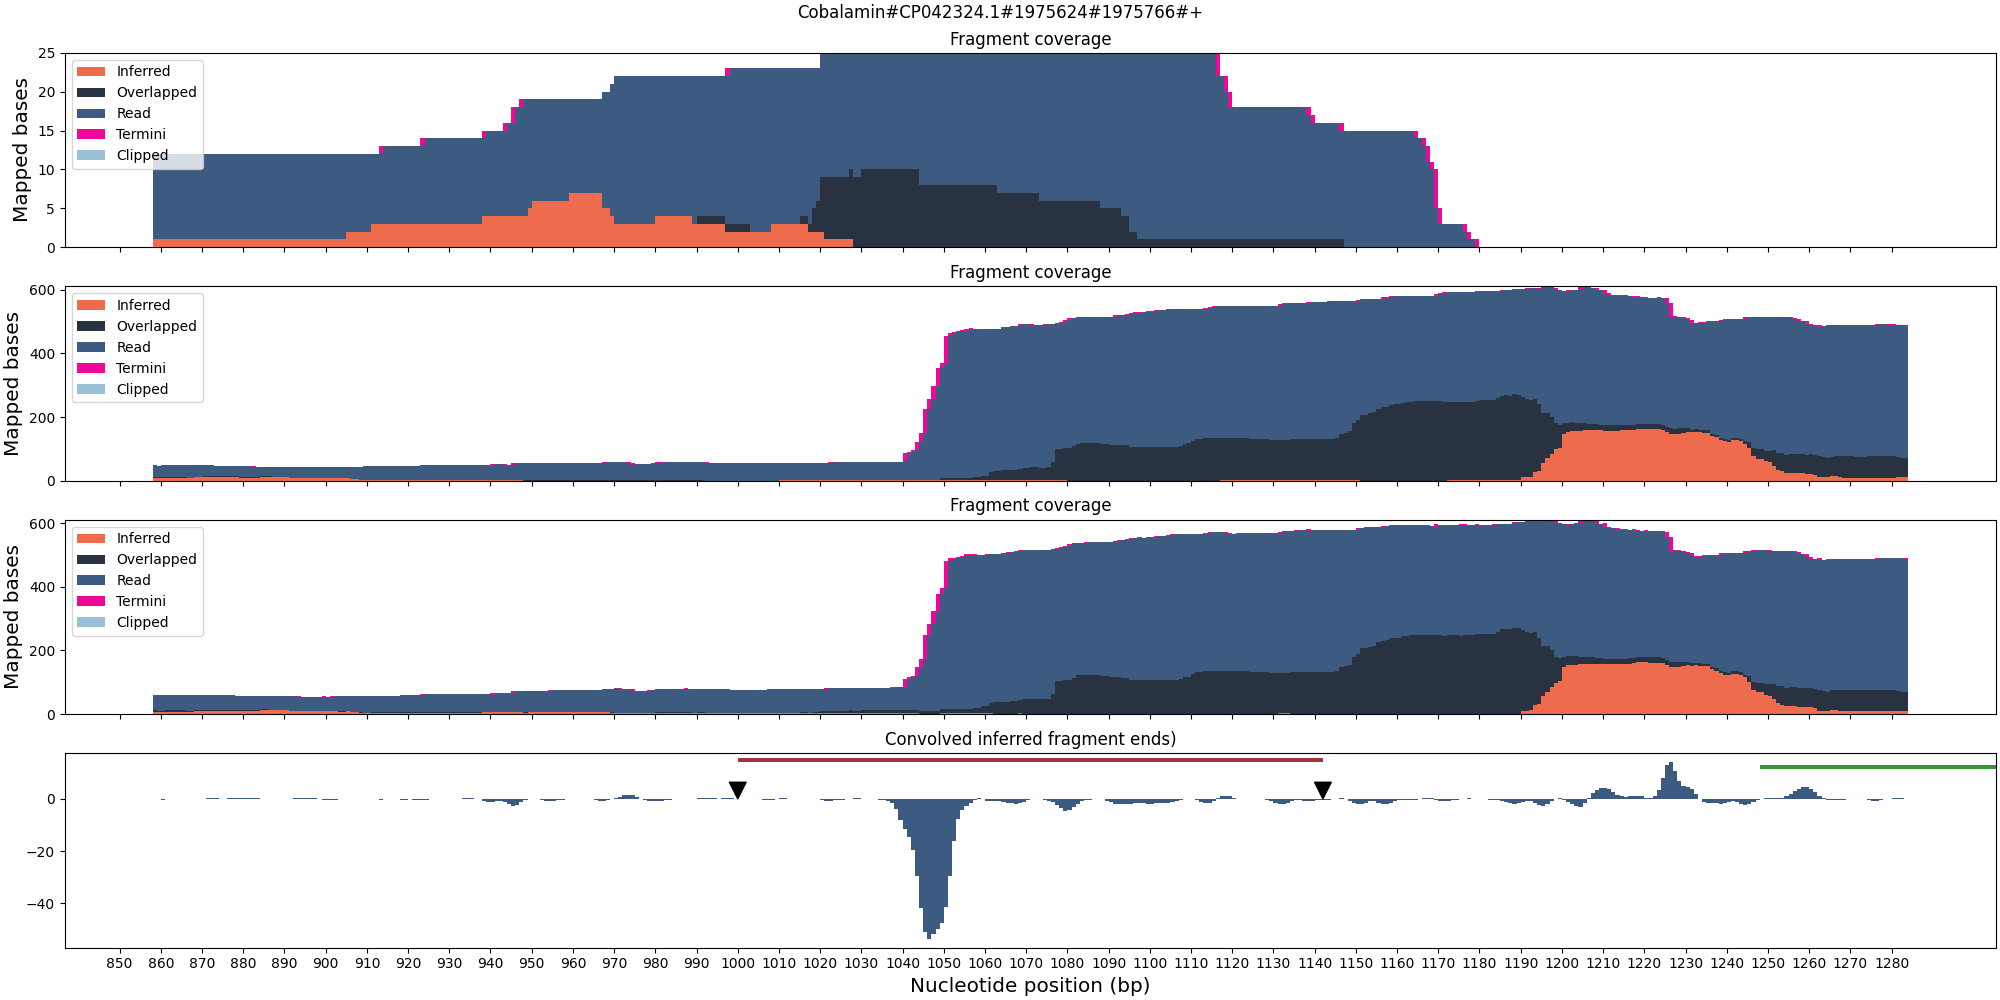 Cobalamin#CP042324.1#1975624#1975766#+
Fragment coverage
25
20
15
10
5
0
Mapped bases
Inferred
Overlapped
Read
Termini
Clipped
Fragment coverage
600
400
200
0
Mapped bases
Inferred
Overlapped
Read
Termini
Clipped
Fragment coverage
600
400
200
0
Mapped bases
Inferred
Overlapped
Read
Termini
Clipped
Convolved inferred fragment ends)
0
−20
−40
850 860 870 880 890 900 910 920 930 940 950 960 970 980 990 1000 1010 1020 1030 1040 1050 1060 1070 1080 1090 1100 1110 1120 1130 1140 1150 1160 1170 1180 1190 1200 1210 1220 1230 1240 1250 1260 1270 1280
Nucleotide position (bp)